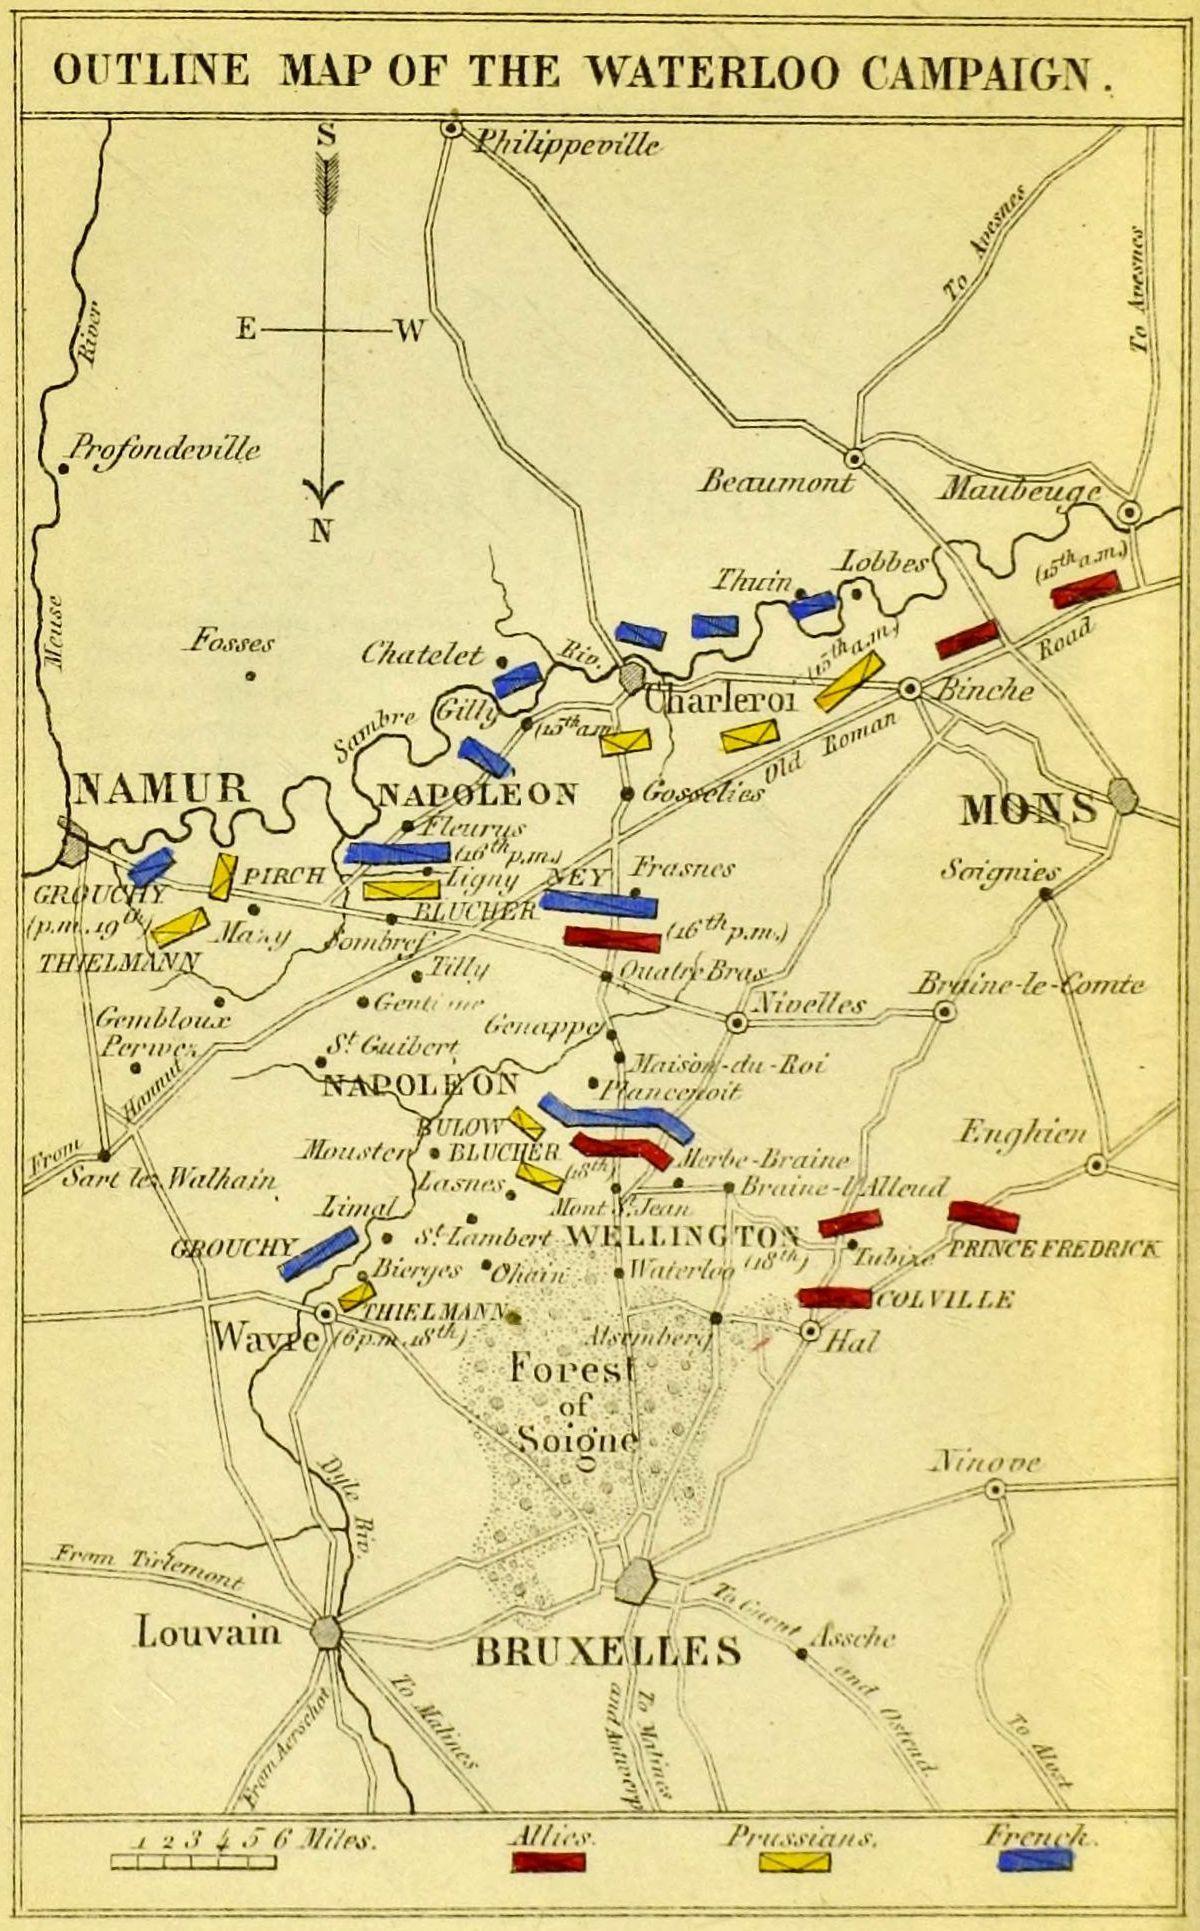 OUTLINE MAP OF THE WATERLOO CAMPAIGN.
S
Philippeville
To Avesnes
To Avesnes
River
E
W
Profondeville
N
Beaumont
Maubeuge
Lobbes
(15th a.m.)
Thuin
Meuse
Fosses
Chatelet
Riv.
(15th a.m.)
Road
Charleroi
Binche
Gilly
Sambre
(15th a.m.
Old Roman
NAMUR
NAPOLEON
Gosselies
MONS
Fleurus
(16th p.m.)
Frasnes
Soignies
PIRCH
Ligny
NEY
GROUCHY
BLUCHER
(p.m. 19th)
Mazy
Sombref
(16th p.m.)
THIELMANN
Tilly
Quatre Bras
Braine-le-Comte
Nivelles
Gembloux
Genappe
Perwez
St. Guibert
Maison-du-Roi
NAPOLEON
Plancenoit
Hannut
BULOW
Enghien
From
Mouster
BLUCHER
Merbe-Braine
Sart lez Walhain
Lasnes
(18th)
Braine-l'Alleud
Limal
Mont St. Jean
GROUCHY
St. Lambert
WELLINGTON
PRINCE FREDRICK
Bierges
Ohain
Waterloo
(18th)
Tubize
THIELMANN
COLVILLE
Wavre
(6 p.m. 18th)
Alsemberg
Hal
Forest
of
Soigne
Ninove
Dyle Riv.
From Tirlemont
To Guent
and Ostend.
Louvain
BRUXELLES
Assche
To Malines
To Malines
and Antwerp
From Aerschot
To Alost
1 2 3 4 5 6 Miles.
Allies.
Prussians.
French.